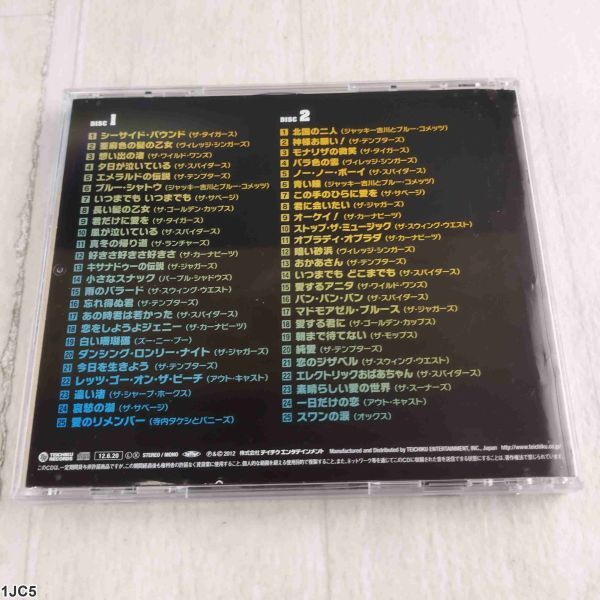 DISC 1
1 シーサイド・バウンド (ザ・タイガース)
2 亜麻色の髪の乙女 (ヴィレッジ・シンガーズ)
3 想い出の渚 (ザ・ワイルド・ワンズ)
4 夕日が泣いている (ザ・スパイダース)
5 エメラルドの伝説 (ザ・テンプターズ)
6 ブルー・シャトウ (ジャッキー吉川とブルー・コメッツ)
7 いつまでも いつまでも (ザ・サベージ)
8 長い髪の乙女 (ザ・ゴールデン・カップス)
9 君だけに愛を (ザ・タイガース)
10 風が泣いている (ザ・スパイダース)
11 真冬の帰り道 (ザ・ランチャーズ)
12 好きさ好きさ好きさ (ザ・カーナビーツ)
13 キサナドゥーの伝説 (ザ・ジャガーズ)
14 小さなスナック (パープル・シャドウズ)
15 雨のバラード (ザ・スウィング・ウエスト)
16 忘れ得ぬ君 (ザ・テンプターズ)
17 あの時君は若かった (ザ・スパイダース)
18 恋をしようよジェニー (ザ・カーナビーツ)
19 白い珊瑚礁 (ズー・ニー・ブー)
20 ダンシング・ロンリー・ナイト (ザ・ジャガーズ)
21 今日を生きよう (ザ・テンプターズ)
22 レッツ・ゴー・オン・ザ・ビーチ (アウト・キャスト)
23 遠い渚 (ザ・シャープ・ホークス)
24 哀愁の湖 (ザ・サベージ)
25 愛のリメンバー (寺内タケシとバニーズ)
DISC 2
1 北国の二人 (ジャッキー吉川とブルー・コメッツ)
2 神様お願い! (ザ・テンプターズ)
3 モナリザの微笑 (ザ・タイガース)
4 バラ色の雲 (ヴィレッジ・シンガーズ)
5 ノー・ノー・ボーイ (ザ・スパイダース)
6 青い瞳 (ジャッキー吉川とブルー・コメッツ)
7 この手のひらに愛を (ザ・サベージ)
8 君に会いたい (ザ・ジャガーズ)
9 オーケイ! (ザ・カーナビーツ)
10 ストップ・ザ・ミュージック (ザ・スウィング・ウエスト)
11 オブラディ・オブラダ (ザ・カーナビーツ)
12 暗い砂浜 (ヴィレッジ・シンガーズ)
13 おかあさん (ザ・テンプターズ)
14 いつまでも どこまでも (ザ・スパイダース)
15 愛するアニタ (ザ・ワイルド・ワンズ)
16 バン・バン・バン (ザ・スパイダース)
17 マドモアゼル・ブルース (ザ・ジャガーズ)
18 愛する君に (ザ・ゴールデン・カップス)
19 朝まで待てない (ザ・モップス)
20 純愛 (ザ・テンプターズ)
21 恋のジザベル (ザ・スウィング・ウエスト)
22 エレクトリックおばあちゃん (ザ・スパイダース)
23 素晴らしい愛の世界 (ザ・スーナーズ)
24 一日だけの恋 (アウト・キャスト)
25 スワンの涙 (オックス)
TEICHIKU RECORDS 12.6.20 L STEREO / MONO ℗&© 2012 株式会社テイチクエンタテインメント Manufactured and Distributed by TEICHIKU ENTERTAINMENT, INC., Japan http://www.teichiku.co.jp/
1JC5